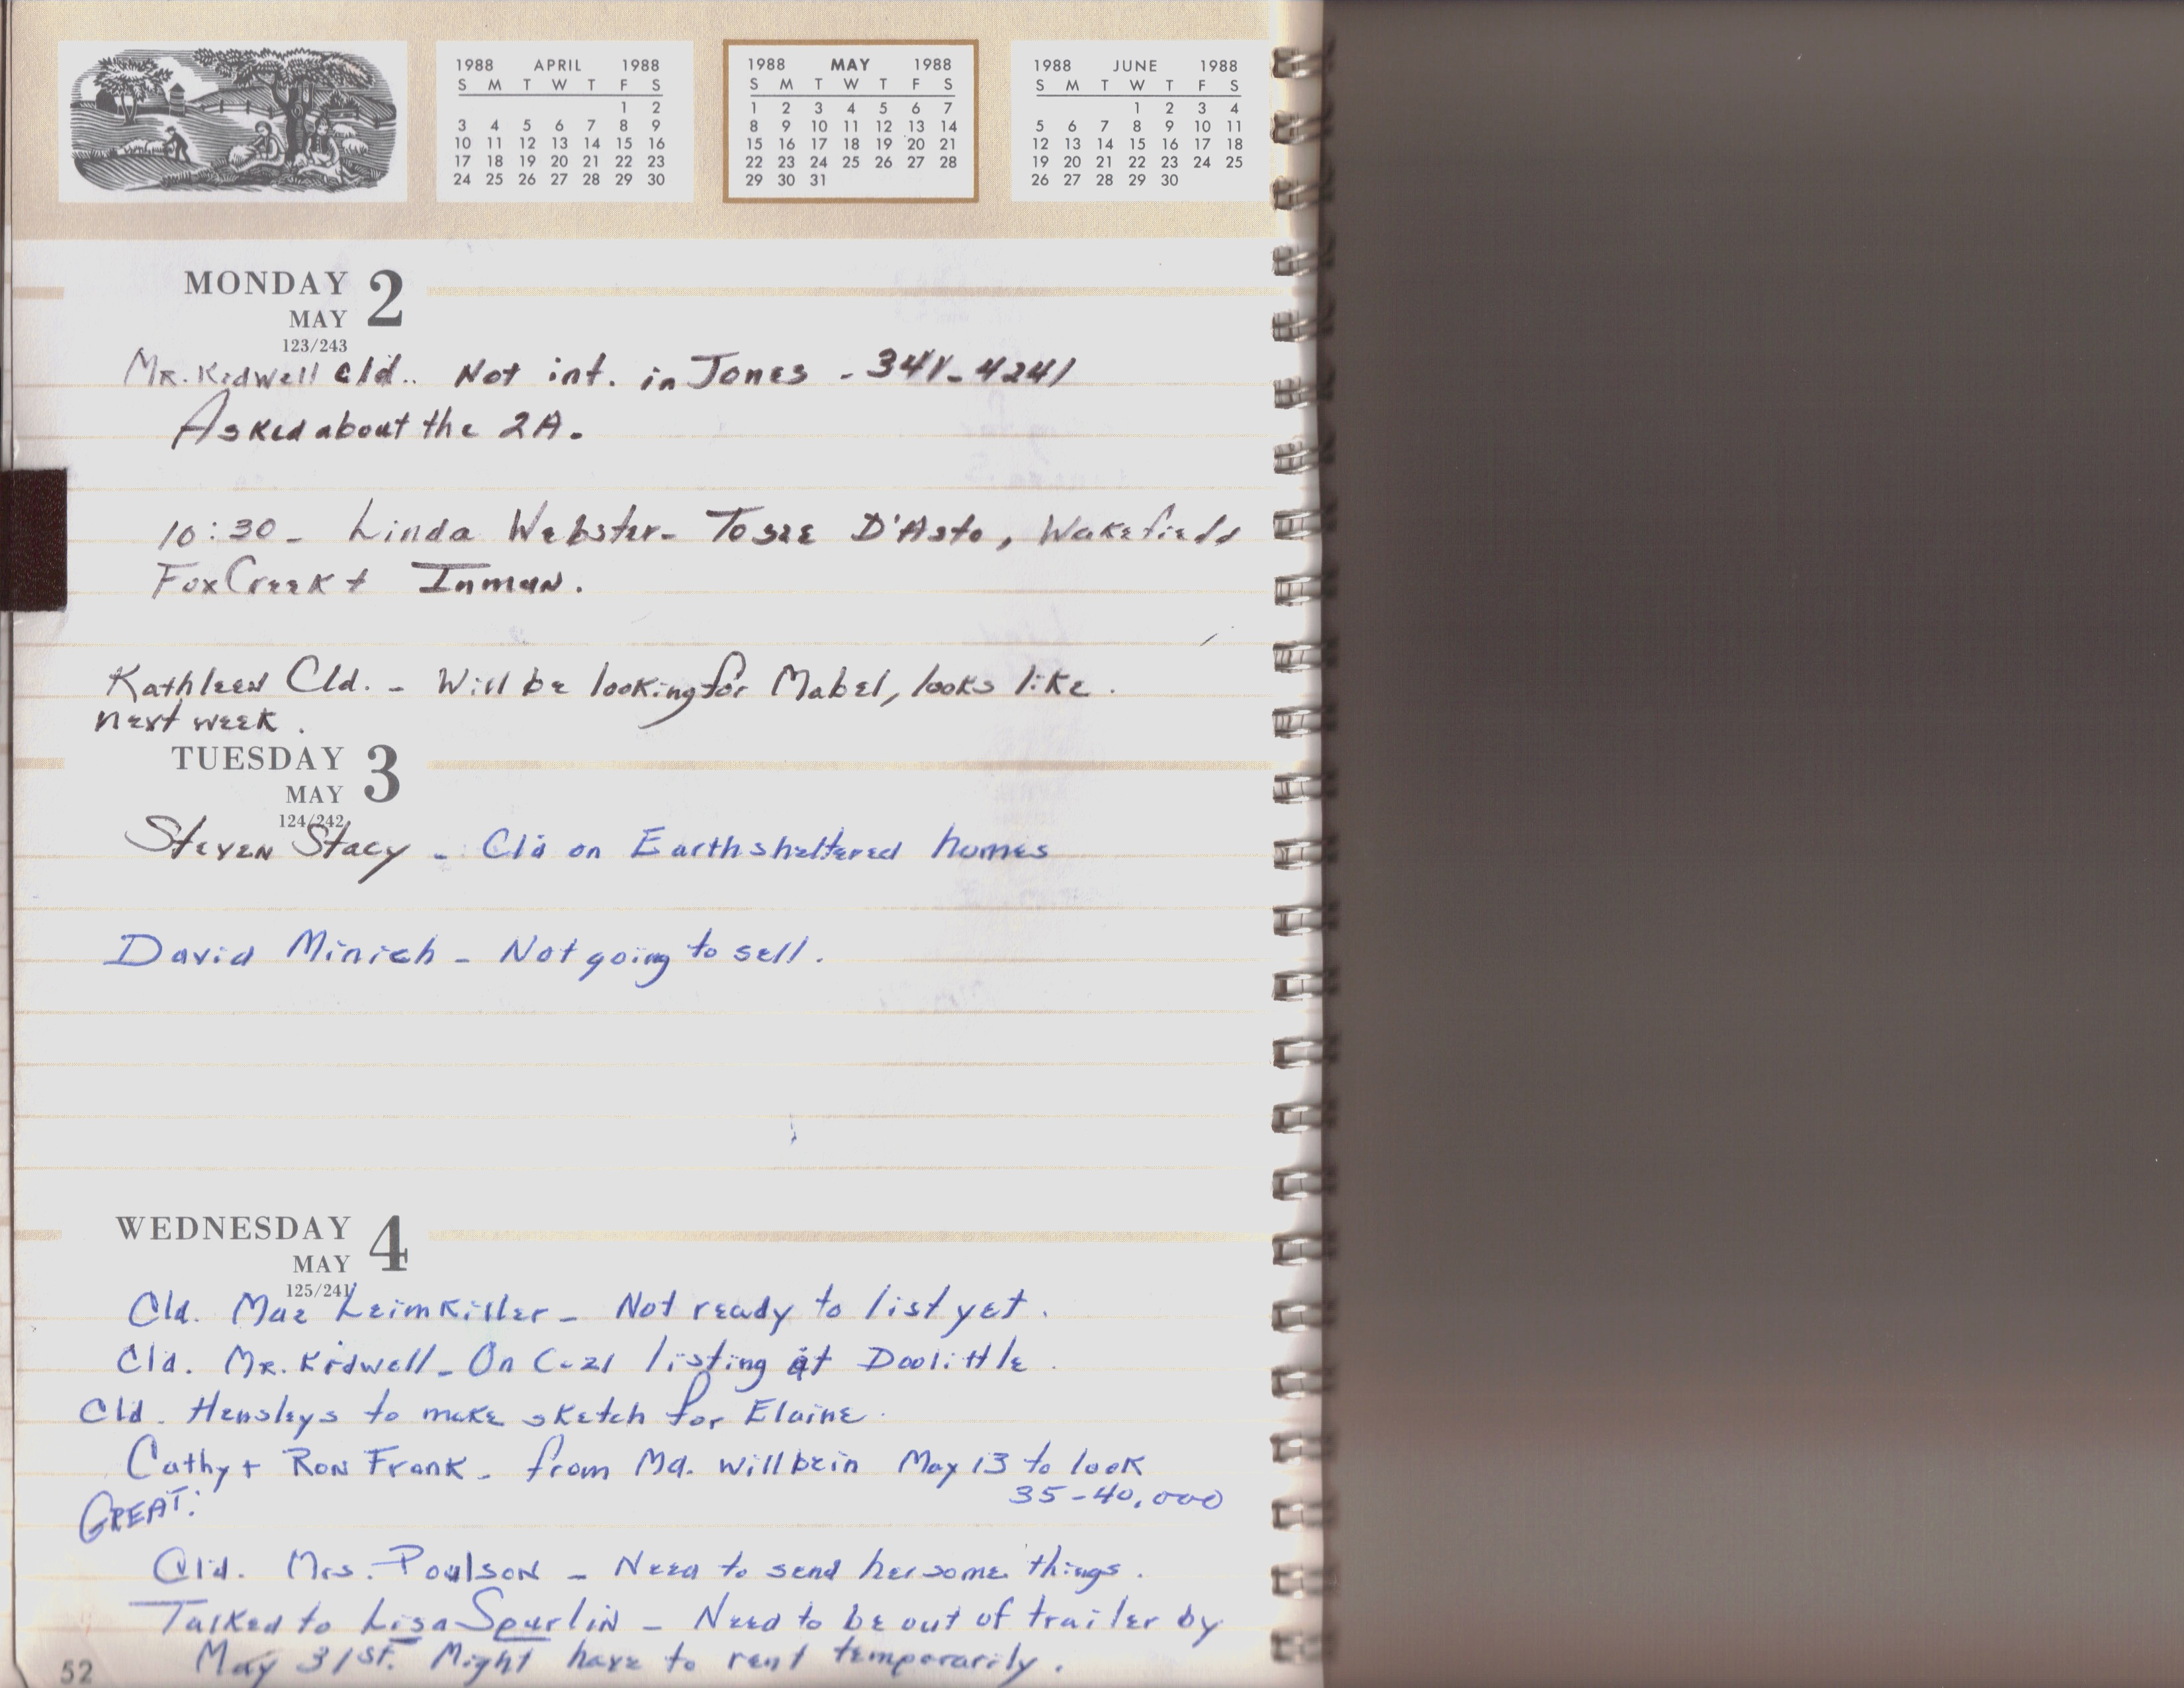 1988 APRIL 1988
S M T W T F S
1 2
3 4 5 6 7 8 9
10 11 12 13 14 15 16
17 18 19 20 21 22 23
24 25 26 27 28 29 30
1988 MAY 1988
S M T W T F S
1 2 3 4 5 6 7
8 9 10 11 12 13 14
15 16 17 18 19 20 21
22 23 24 25 26 27 28
29 30 31
1988 JUNE 1988
S M T W T F S
1 2 3 4
5 6 7 8 9 10 11
12 13 14 15 16 17 18
19 20 21 22 23 24 25
26 27 28 29 30
MONDAY 2
MAY
123/243
Mr. Kidwell Cld.. Not int. in Jones - 341-4241
Asked about the 2A.
10:30 - Linda Webster - To see D'Asto, Wakefield
Fox Creek + Inman.
Kathleen Cld. - Will be looking for Mabel, looks like.
next week.
TUESDAY 3
MAY
124/242
Steven Stacy - Cld on Earthsheltered homes
David Minich - Not going to sell.
WEDNESDAY 4
MAY
125/241
Cld. Mae Leimkiller - Not ready to list yet.
Cld. Mr. Kidwell - On C-21 listing at Doolittle.
Cld. Hensleys to make sketch for Elaine.
Cathy + Ron Frank - from Md. will be in May 13 to look
35-40,000
GREAT!
Cld. Mrs. Poulson - Need to send her some things.
Talked to Lisa Spurlin - Need to be out of trailer by
May 31st. Might have to rent temporarily.
52